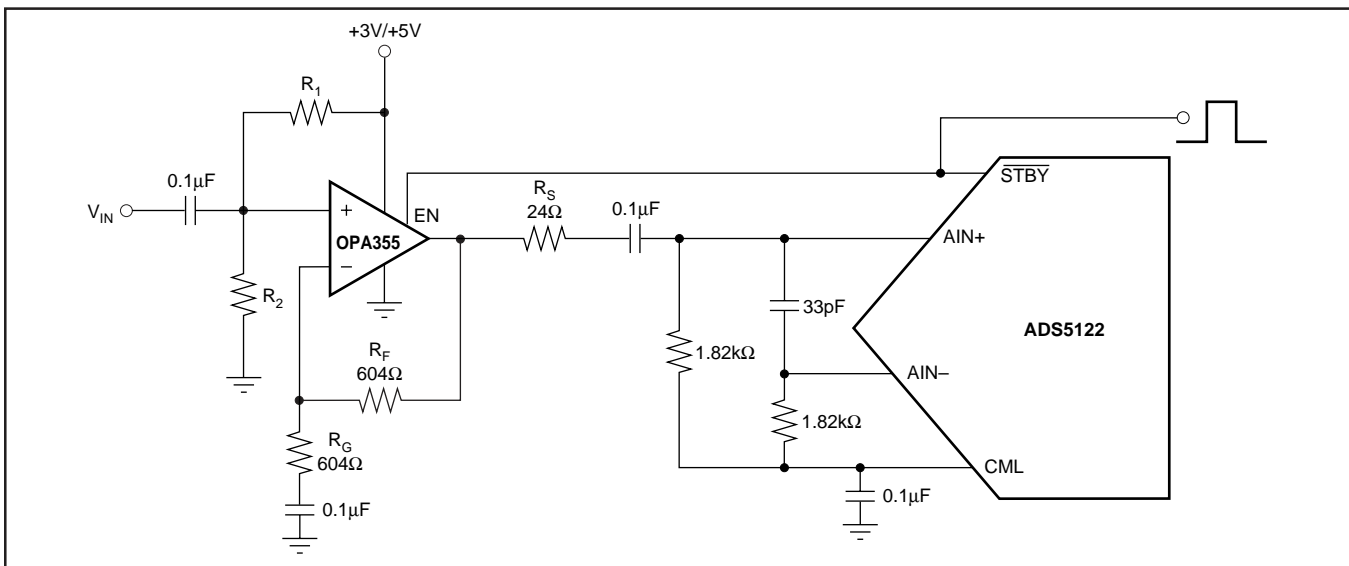 +3V/+5V
R1
0.1µF
VIN
+
EN
OPA355
–
R2
RS
24Ω
0.1µF
STBY
AIN+
33pF
ADS5122
1.82kΩ
AIN–
RF
604Ω
1.82kΩ
RG
604Ω
CML
0.1µF
0.1µF